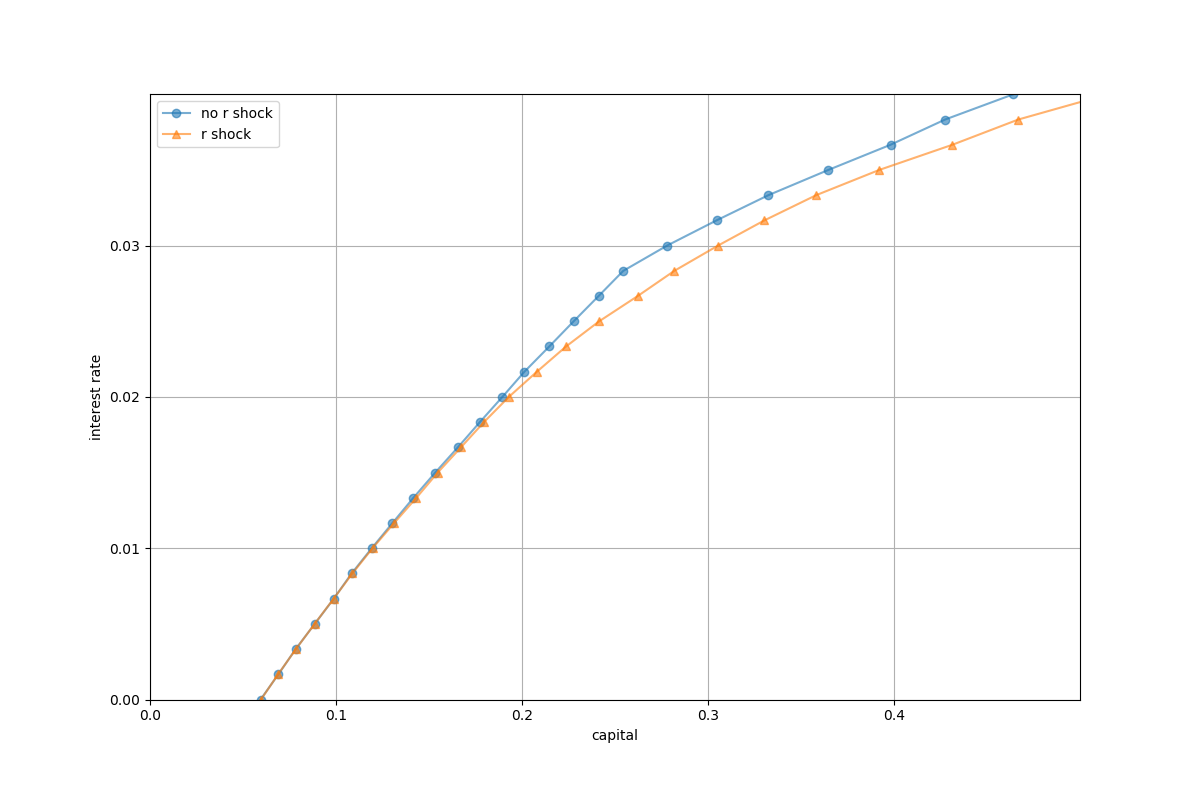 no r shock
r shock
0.03
0.02
0.01
0.00
interest rate
0.0 0.1 0.2 0.3 0.4
capital